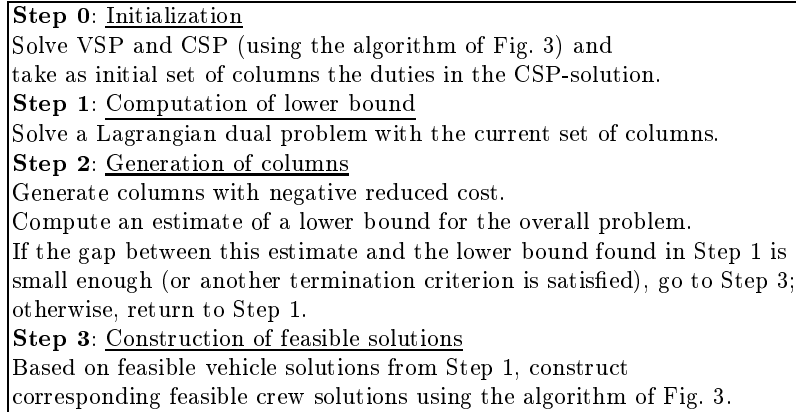 Step 0: Initialization
Solve VSP and CSP (using the algorithm of Fig. 3) and
take as initial set of columns the duties in the CSP-solution.
Step 1: Computation of lower bound
Solve a Lagrangian dual problem with the current set of columns.
Step 2: Generation of columns
Generate columns with negative reduced cost.
Compute an estimate of a lower bound for the overall problem.
If the gap between this estimate and the lower bound found in Step 1 is
small enough (or another termination criterion is satisfied), go to Step 3;
otherwise, return to Step 1.
Step 3: Construction of feasible solutions
Based on feasible vehicle solutions from Step 1, construct
corresponding feasible crew solutions using the algorithm of Fig. 3.